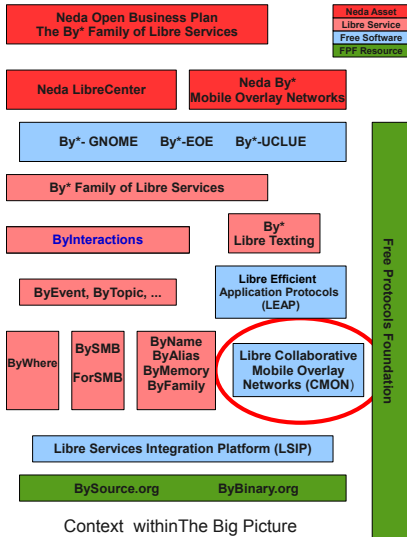 Neda Open Business Plan
The By* Family of Libre Services
Neda Asset
Libre Service
Free Software
FPF Resource
Neda LibreCenter
Neda By*
Mobile Overlay Networks
By*- GNOME By*-EOE By*-UCLUE
By* Family of Libre Services
ByInteractions
By*
Libre Texting
ByEvent, ByTopic, ...
Libre Efficient
Application Protocols
(LEAP)
ByWhere
BySMB
ForSMB
ByName
ByAlias
ByMemory
ByFamily
Libre Collaborative
Mobile Overlay
Networks (CMON)
Free Protocols Foundation
Libre Services Integration Platform (LSIP)
BySource.org ByBinary.org
Context withinThe Big Picture